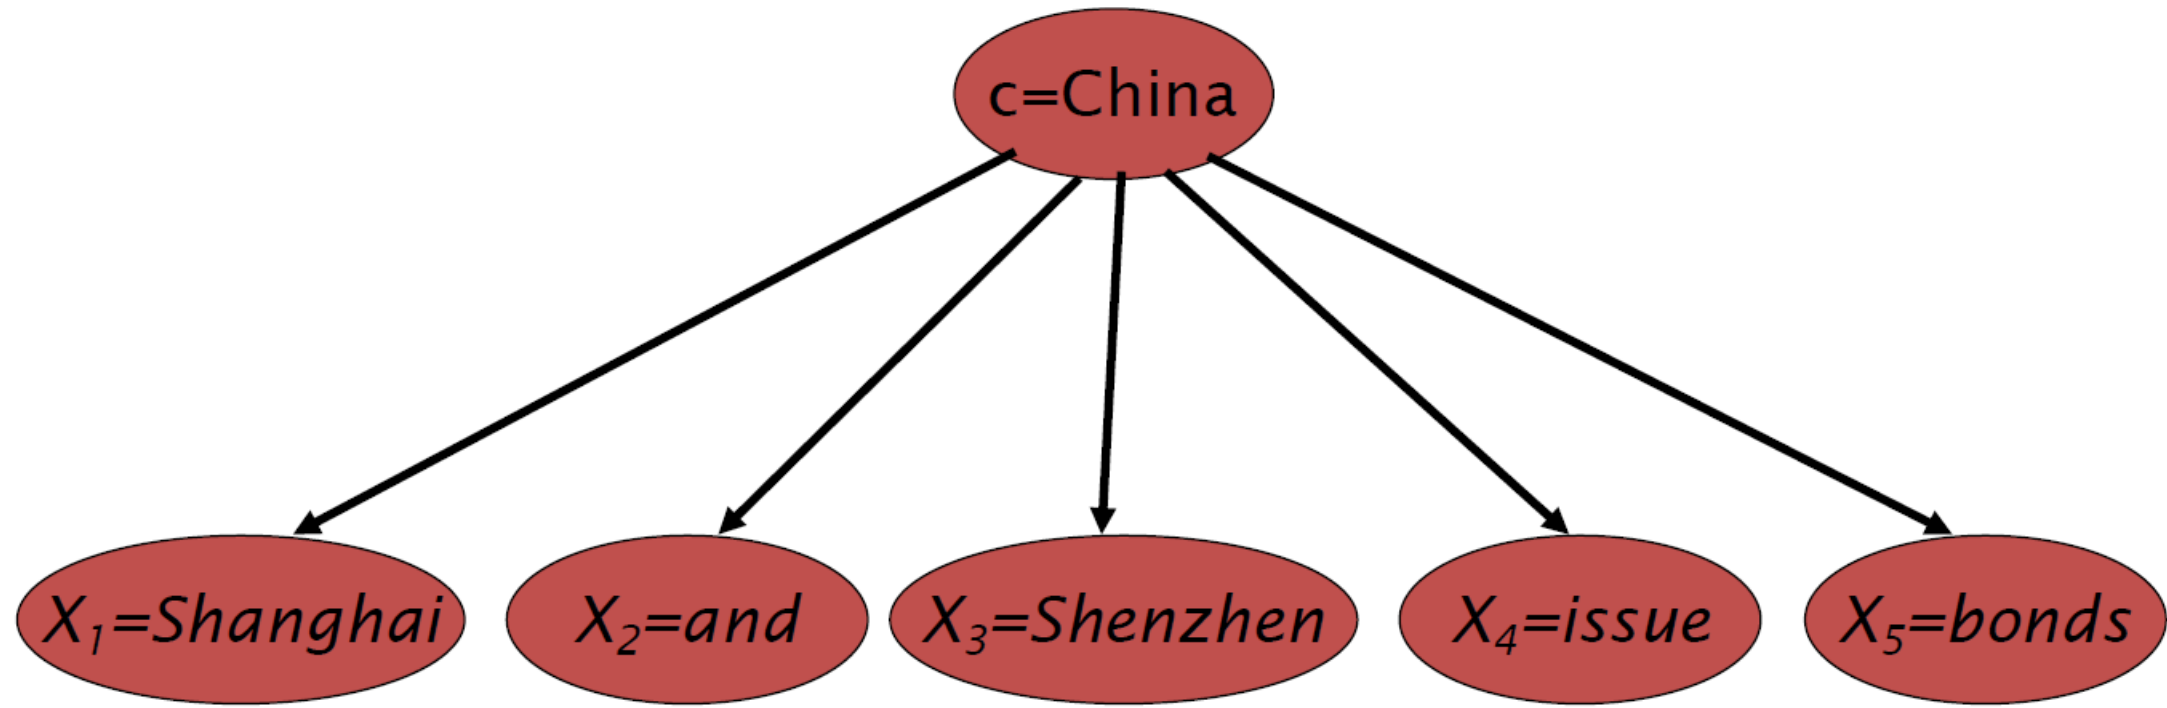 c=China
X₁=Shanghai
X₂=and
X₃=Shenzhen
X₄=issue
X₅=bonds